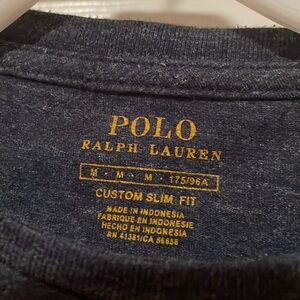 POLO
RALPH LAUREN
M • M • M • 175/96A
CUSTOM SLIM FIT
MADE IN INDONESIA
FABRIQUE EN INDONESIE
HECHO EN INDONESIA
RN 41381/CA 56656